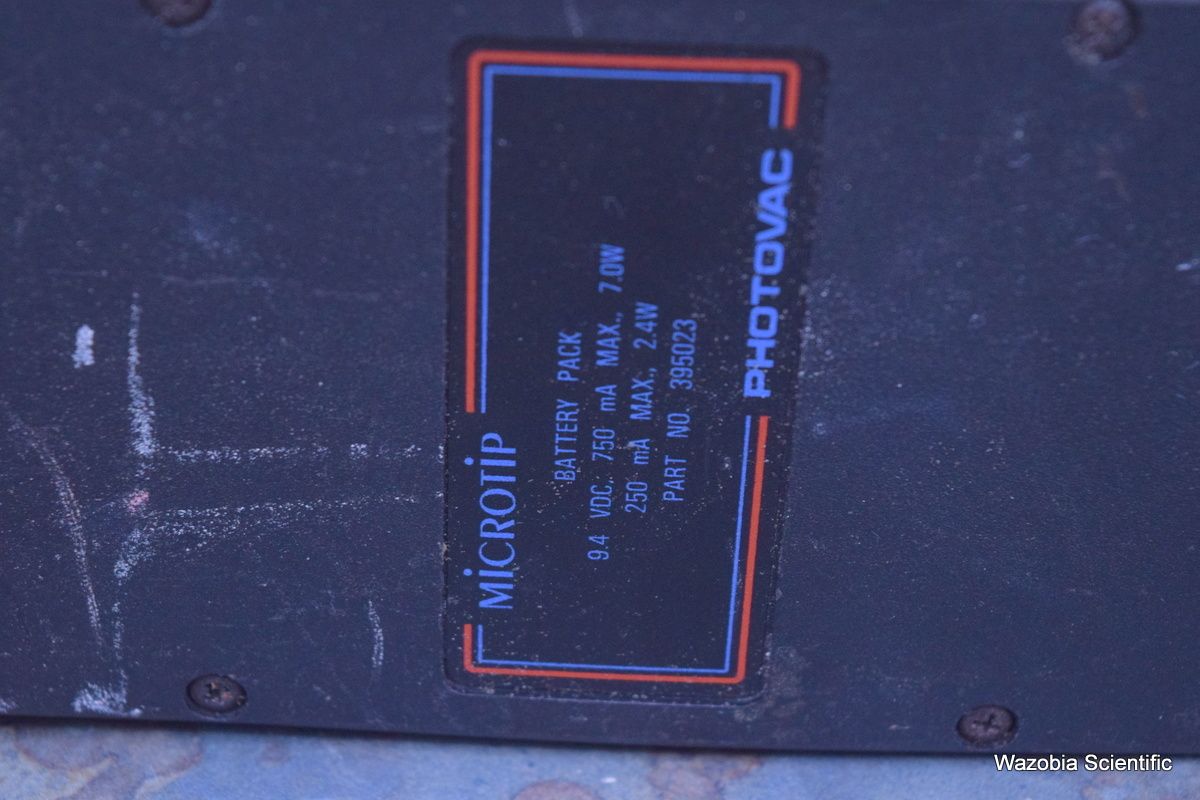 MiCROTiP
BATTERY PACK
9.4 VDC, 750 mA MAX., 7.0W
250 mA MAX., 2.4W
PART NO. 395023
PHOTOVAC
Wazobia Scientific